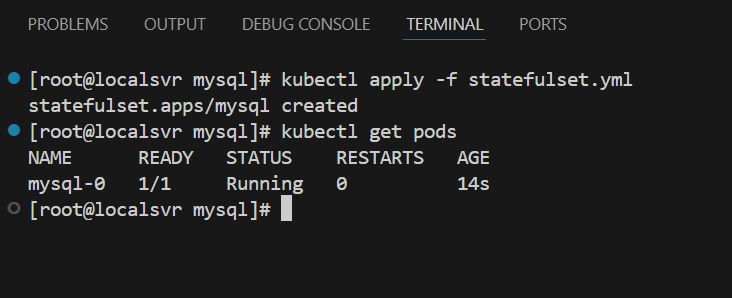 PROBLEMS OUTPUT DEBUG CONSOLE TERMINAL PORTS
[root@localsvr mysql]# kubectl apply -f statefulset.yml
statefulset.apps/mysql created
[root@localsvr mysql]# kubectl get pods
NAME      READY   STATUS    RESTARTS   AGE
mysql-0   1/1     Running   0          14s
[root@localsvr mysql]#